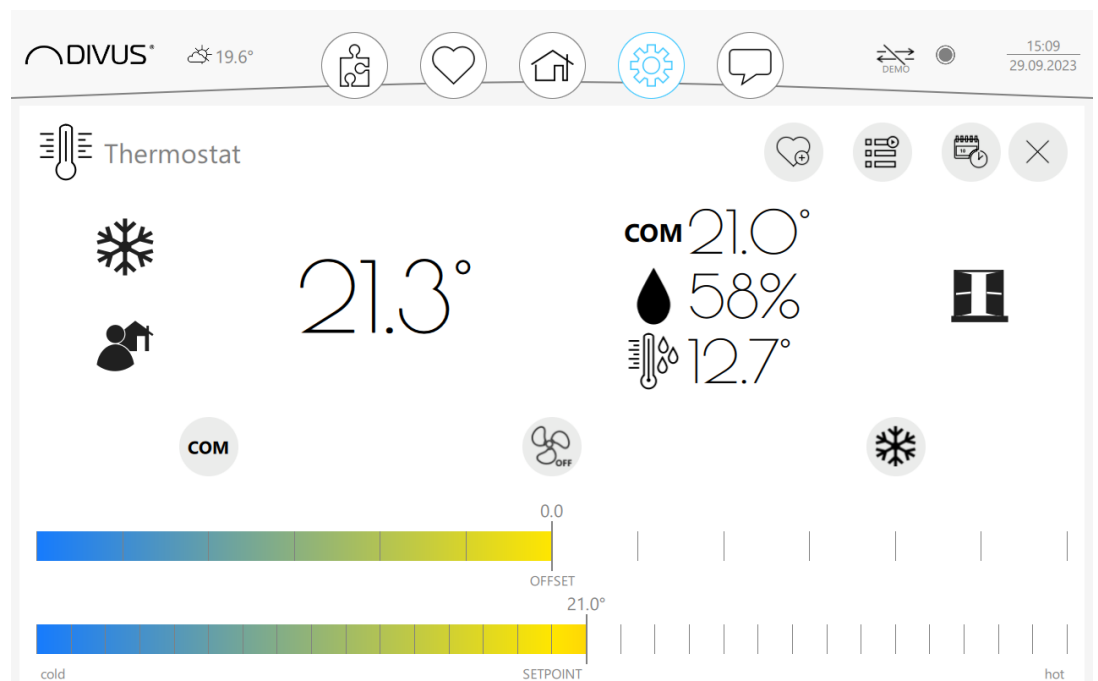 DIVUS
19.6°
DEMO
15:09
29.09.2023
Thermostat
21.3°
COM 21.0°
58%
12.7°
COM
OFF
0.0
OFFSET
21.0°
cold
SETPOINT
hot